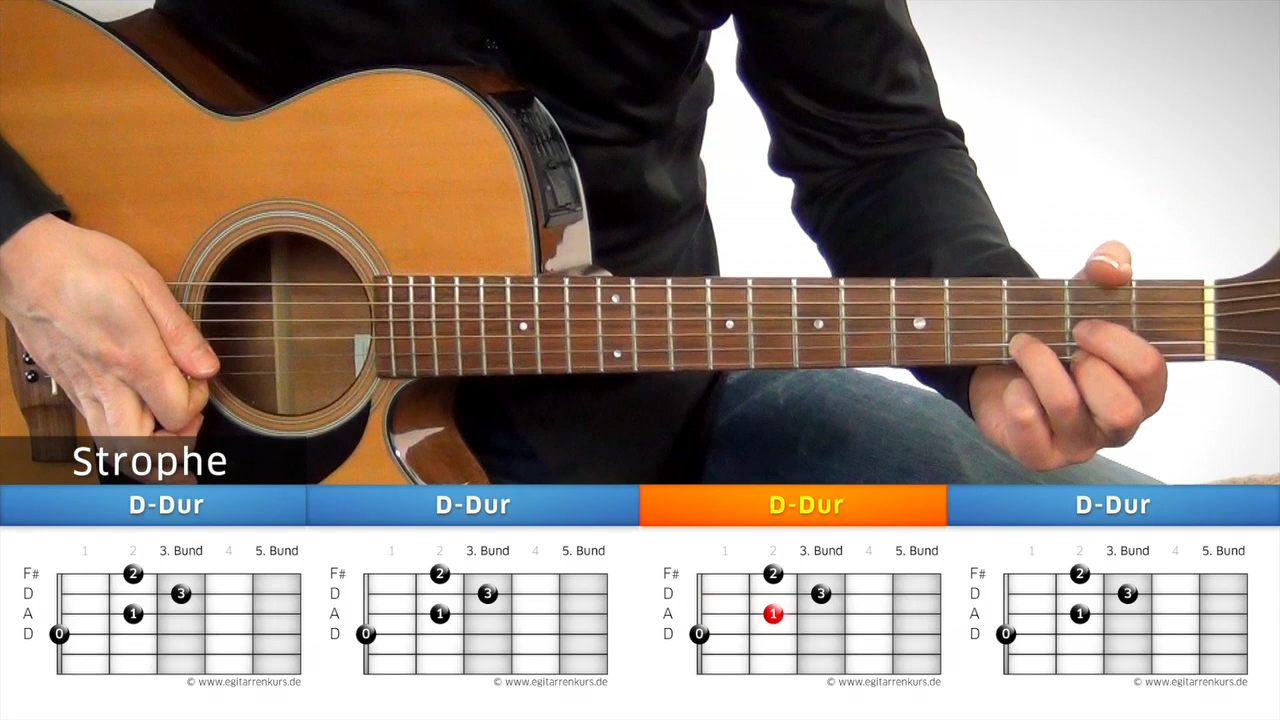 Strophe
D-Dur D-Dur D-Dur D-Dur
1 2 3. Bund 4 5. Bund 1 2 3. Bund 4 5. Bund 1 2 3. Bund 4 5. Bund 1 2 3. Bund 4 5. Bund
F# 2 F# 2 F# 2 F# 2
D 3 D 3 D 3 D 3
A 1 A 1 A 1 A 1
D 0 D 0 D 0 D 0
© www.egitarrenkurs.de © www.egitarrenkurs.de © www.egitarrenkurs.de © www.egitarrenkurs.de